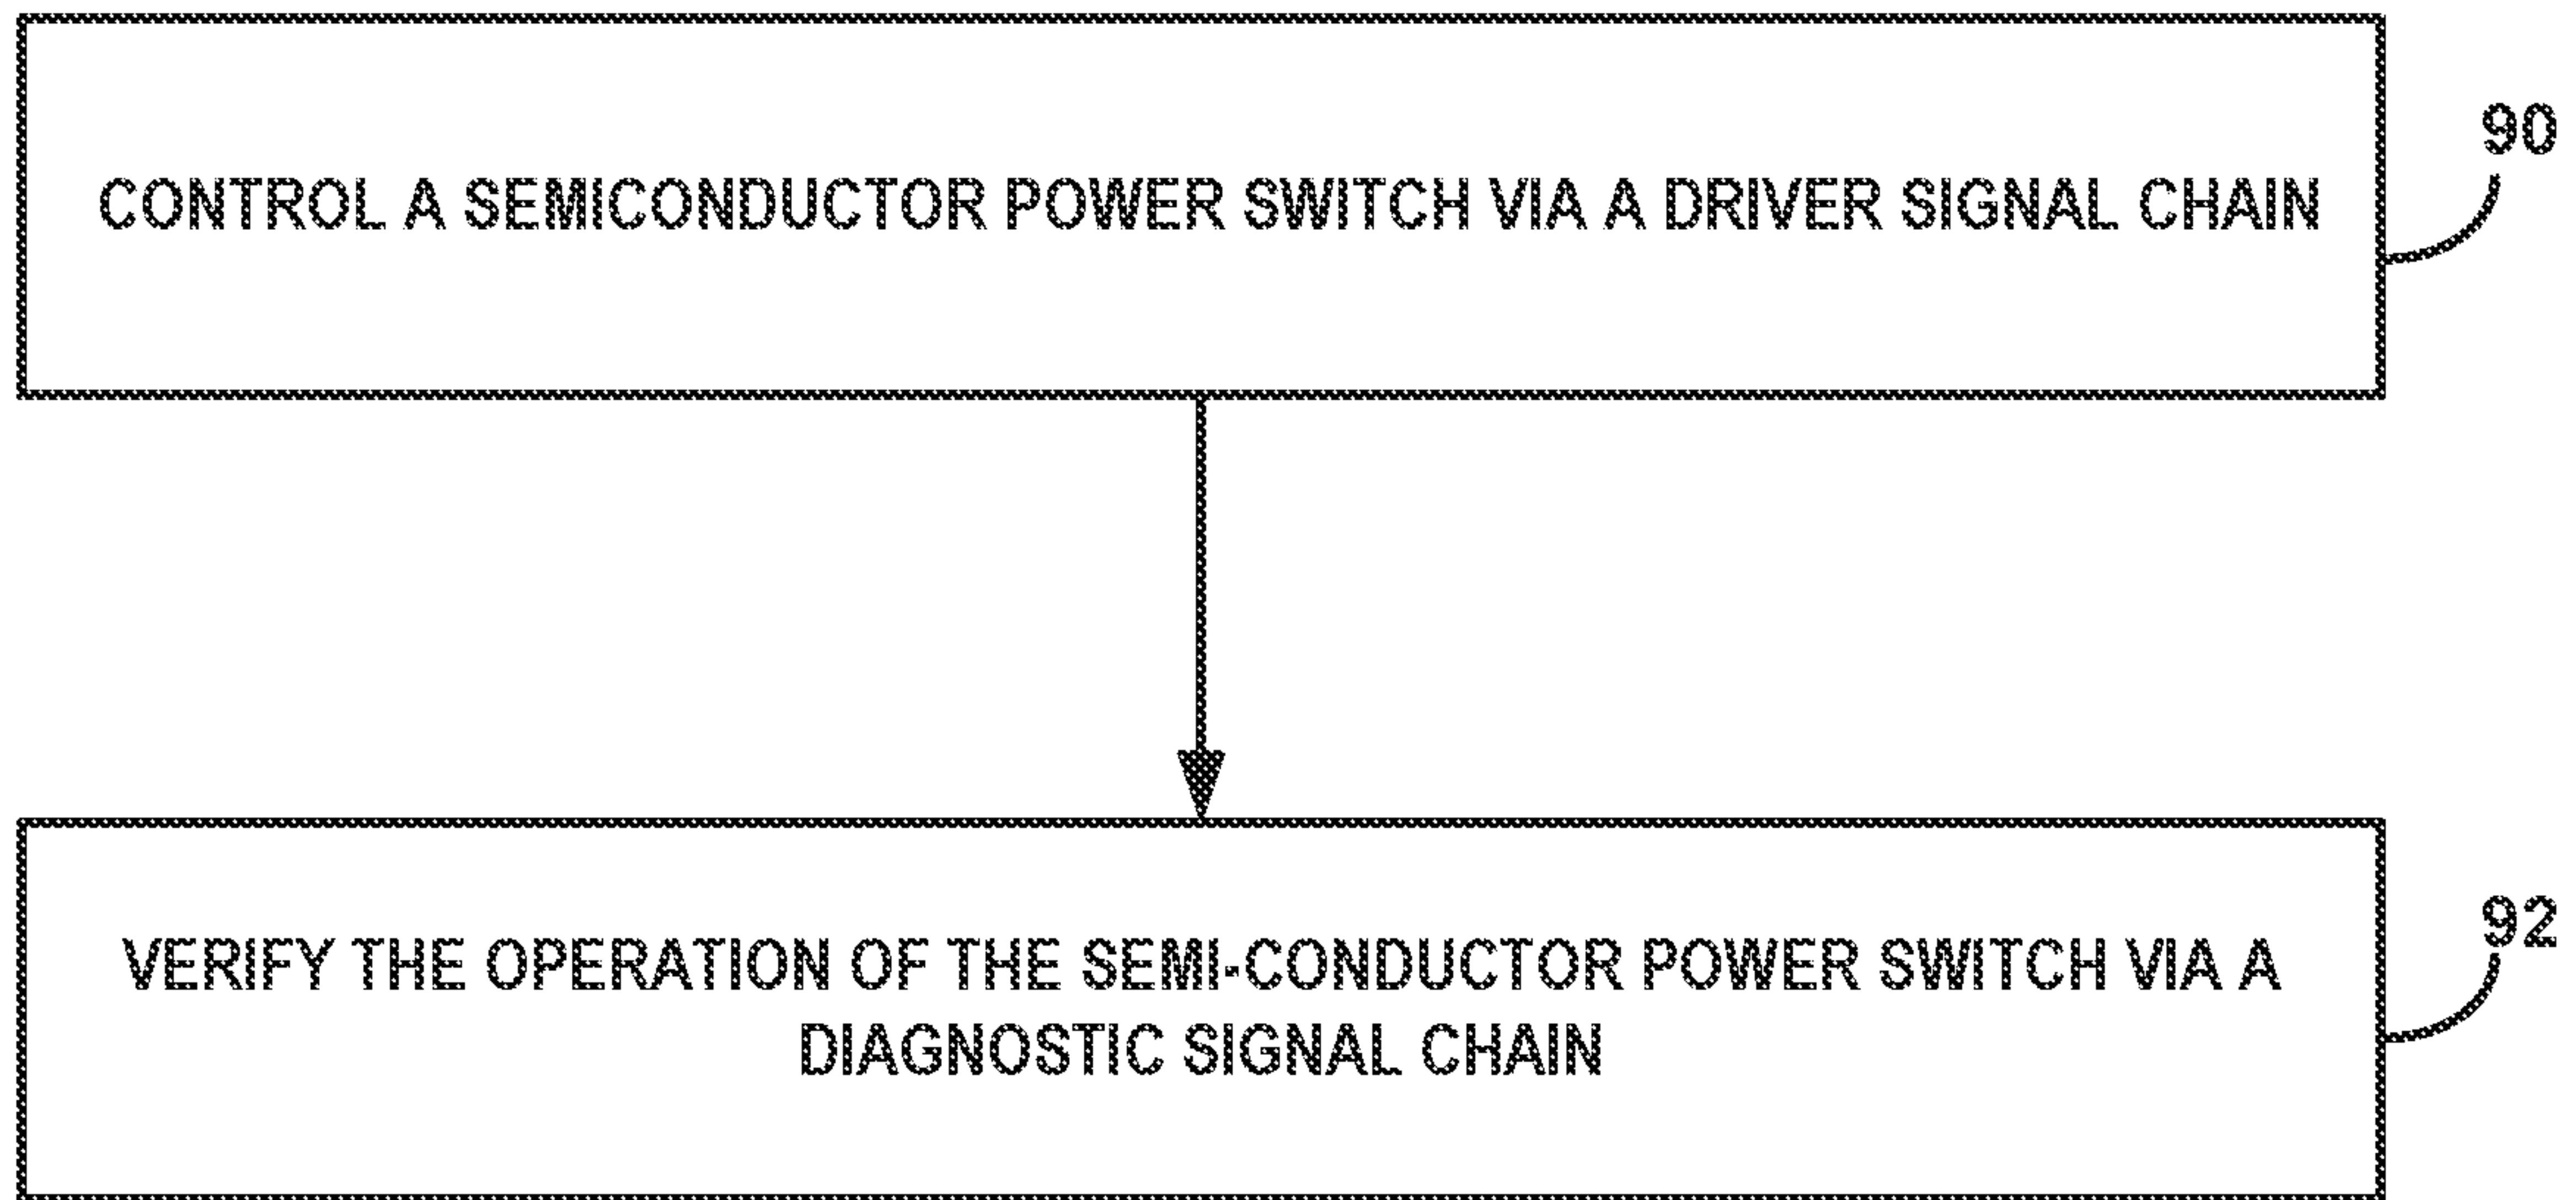 CONTROL A SEMICONDUCTOR POWER SWITCH VIA A DRIVER SIGNAL CHAIN
90
VERIFY THE OPERATION OF THE SEMI-CONDUCTOR POWER SWITCH VIA A
DIAGNOSTIC SIGNAL CHAIN
92